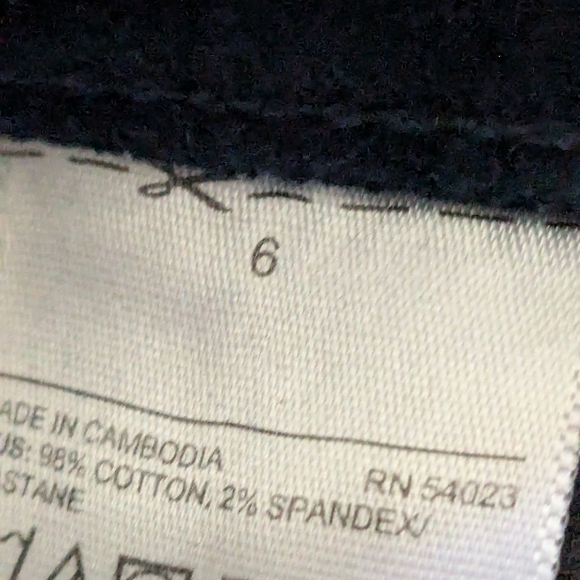 6
ADE IN CAMBODIA
RN 54023
US: 98% COTTON, 2% SPANDEX/
STANE